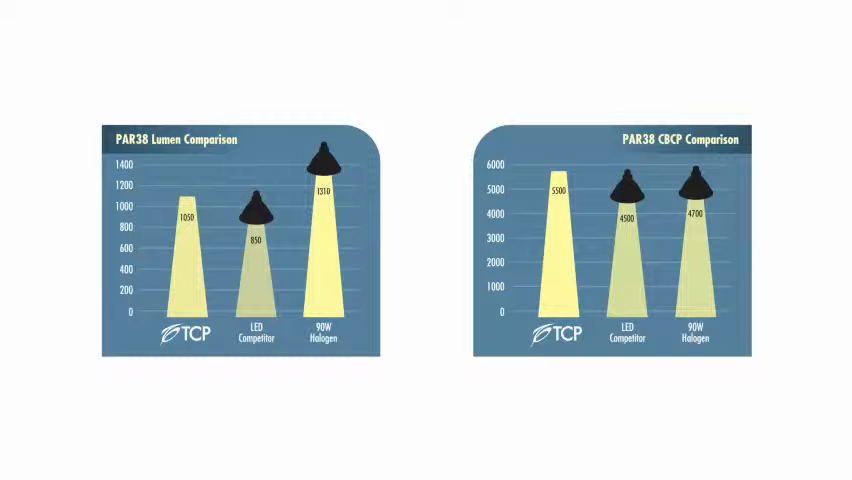 PAR38 Lumen Comparison
1400
1200
1000
800
600
400
200
0
1050
850
1310
TCP
LED
Competitor
90W
Halogen
PAR38 CBCP Comparison
6000
5000
4000
3000
2000
1000
0
5500
4500
4700
TCP
LED
Competitor
90W
Halogen